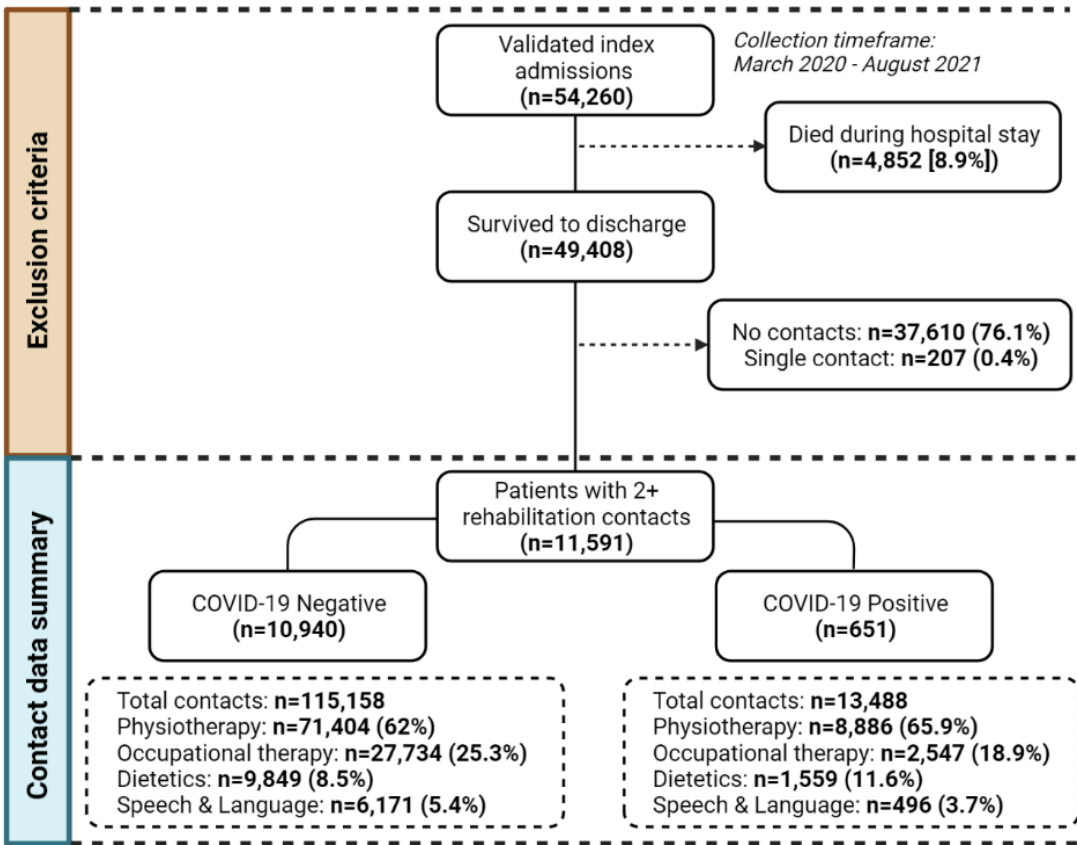 Exclusion criteria
Validated index
admissions
(n=54,260)
Collection timeframe:
March 2020 - August 2021
Died during hospital stay
(n=4,852 [8.9%])
Survived to discharge
(n=49,408)
No contacts: n=37,610 (76.1%)
Single contact: n=207 (0.4%)
Contact data summary
Patients with 2+
rehabilitation contacts
(n=11,591)
COVID-19 Negative
(n=10,940)
COVID-19 Positive
(n=651)
Total contacts: n=115,158
Physiotherapy: n=71,404 (62%)
Occupational therapy: n=27,734 (25.3%)
Dietetics: n=9,849 (8.5%)
Speech & Language: n=6,171 (5.4%)
Total contacts: n=13,488
Physiotherapy: n=8,886 (65.9%)
Occupational therapy: n=2,547 (18.9%)
Dietetics: n=1,559 (11.6%)
Speech & Language: n=496 (3.7%)